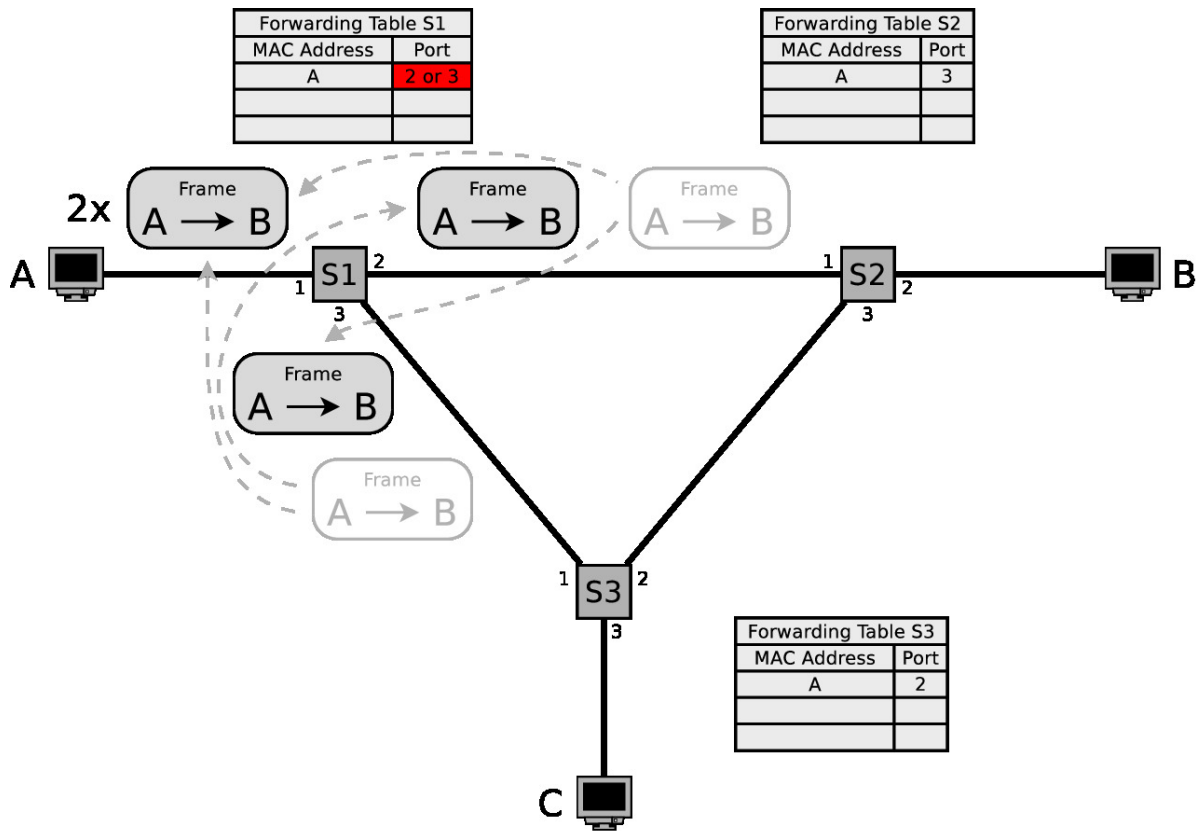 Forwarding Table S1
MAC Address Port
A 2 or 3
Forwarding Table S2
MAC Address Port
A 3
2x
Frame
A → B
Frame
A → B
Frame
A → B
A
1
S1
2
3
1
S2
2
3
B
Frame
A → B
Frame
A → B
1
S3
2
3
Forwarding Table S3
MAC Address Port
A 2
C